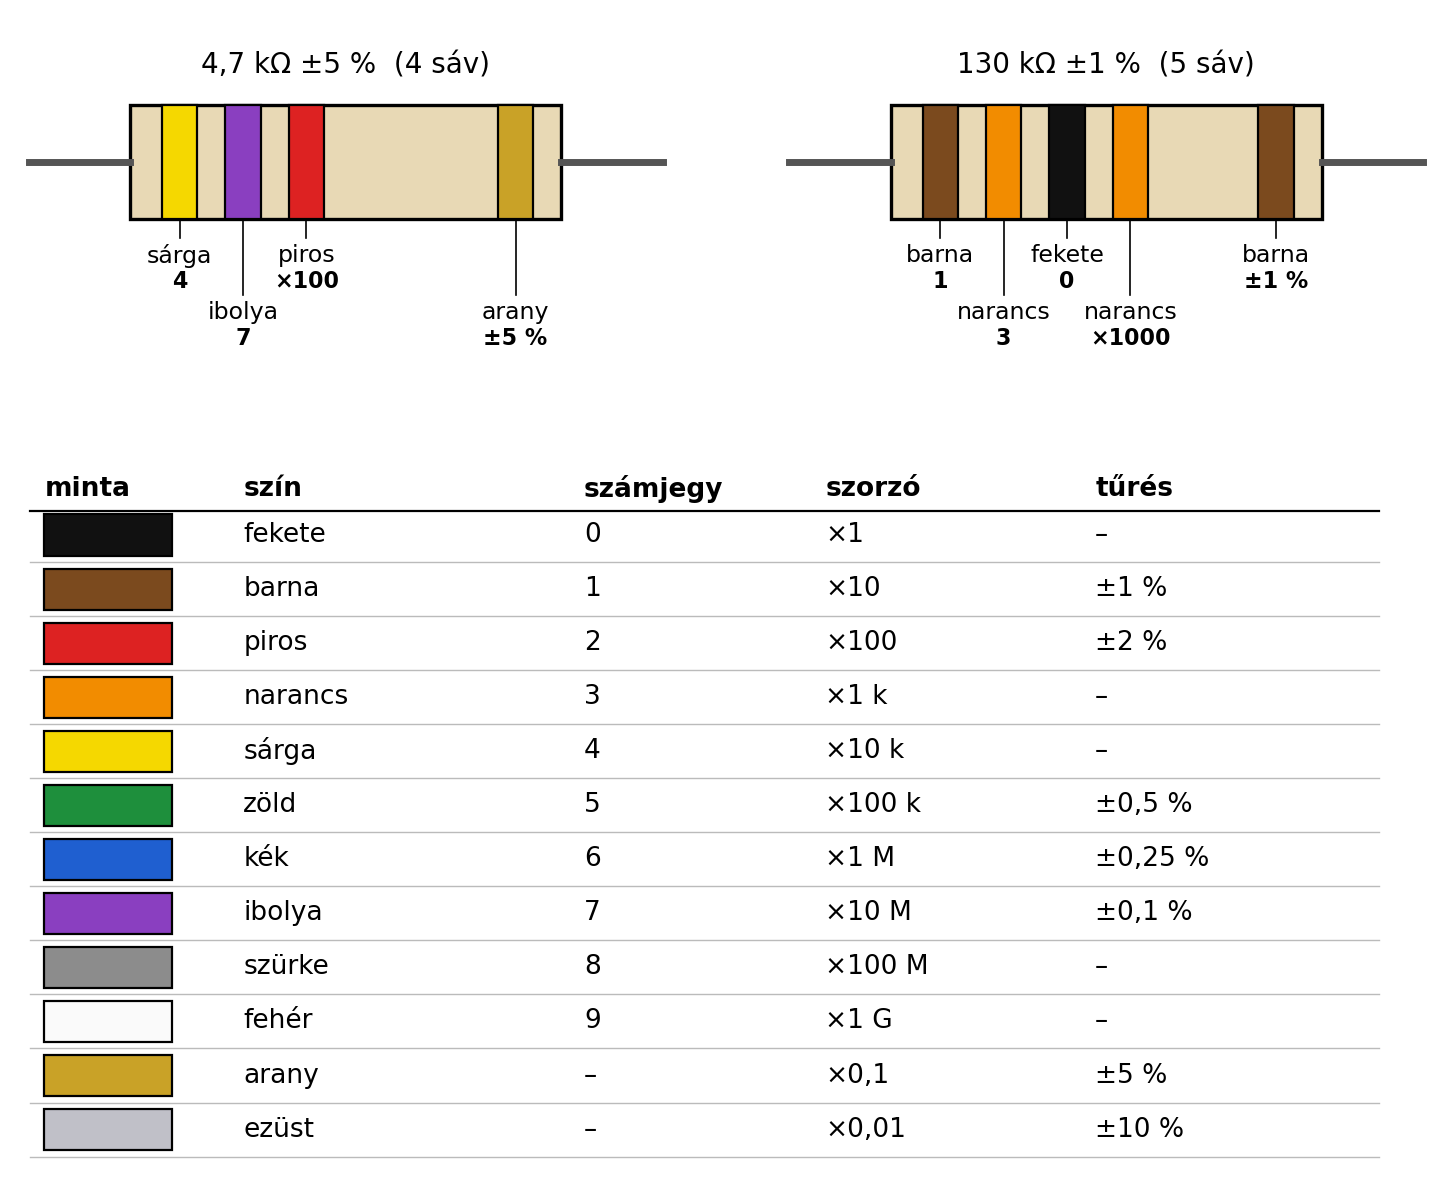 4,7 kΩ ±5 % (4 sáv)
sárga
4
ibolya
7
piros
×100
arany
±5 %
130 kΩ ±1 % (5 sáv)
barna
1
narancs
3
fekete
0
narancs
×1000
barna
±1 %
minta szín számjegy szorzó tűrés
fekete 0 ×1 –
barna 1 ×10 ±1 %
piros 2 ×100 ±2 %
narancs 3 ×1 k –
sárga 4 ×10 k –
zöld 5 ×100 k ±0,5 %
kék 6 ×1 M ±0,25 %
ibolya 7 ×10 M ±0,1 %
szürke 8 ×100 M –
fehér 9 ×1 G –
arany – ×0,1 ±5 %
ezüst – ×0,01 ±10 %